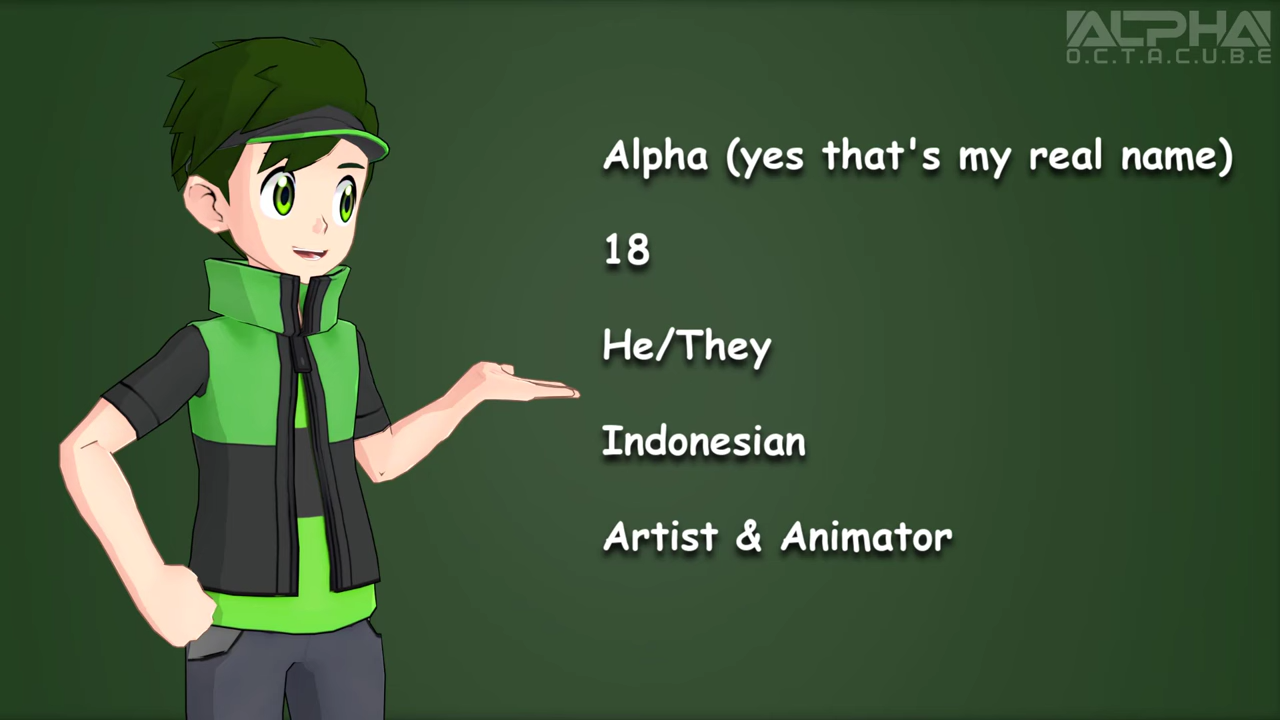 ALPHA
O.C.T.A.C.U.B.E
Alpha (yes that's my real name)
18
He/They
Indonesian
Artist & Animator